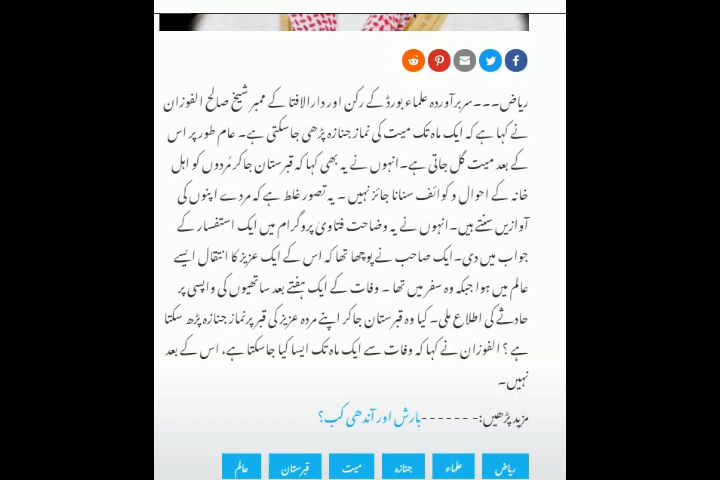 ریاض۔۔۔سربرآوردہ علماء بورڈ کے رکن اور دارالافتا کے ممبر شیخ صالح الفوزان
نے کہا ہے کہ ایک ماہ تک میت کی نماز جنازہ پڑھی جاسکتی ہے۔ عام طور پر اس
کے بعد میت گل جاتی ہے۔انہوں نے یہ بھی کہا کہ قبرستان جاکر مُردوں کو اہل
خانہ کے احوال و کوائف سنانا جائز نہیں ۔ یہ تصور غلط ہے کہ مردے اپنوں کی
آوازیں سنتے ہیں۔انہوں نے یہ وضاحت فتاویٰ پروگرام میں ایک استفسار کے
جواب میں دی۔ایک صاحب نے پوچھا تھا کہ اس کے ایک عزیز کا انتقال ایسے
عالم میں ہوا جبکہ وہ سفر میں تھا ۔ وفات کے ایک ہفتے بعد ساتھیوں کی واپسی پر
حادثے کی اطلاع ملی۔ کیا وہ قبرستان جاکر اپنے مردہ عزیز کی قبر پر نماز جنازہ پڑھ سکتا
ہے ؟ الفوزان نے کہا کہ وفات سے ایک ماہ تک ایسا کیا جاسکتا ہے، اس کے بعد
نہیں۔
مزید پڑھیں:- ------بارش اور آندھی کب؟
ریاض علماء جنازہ میت قبرستان عالم